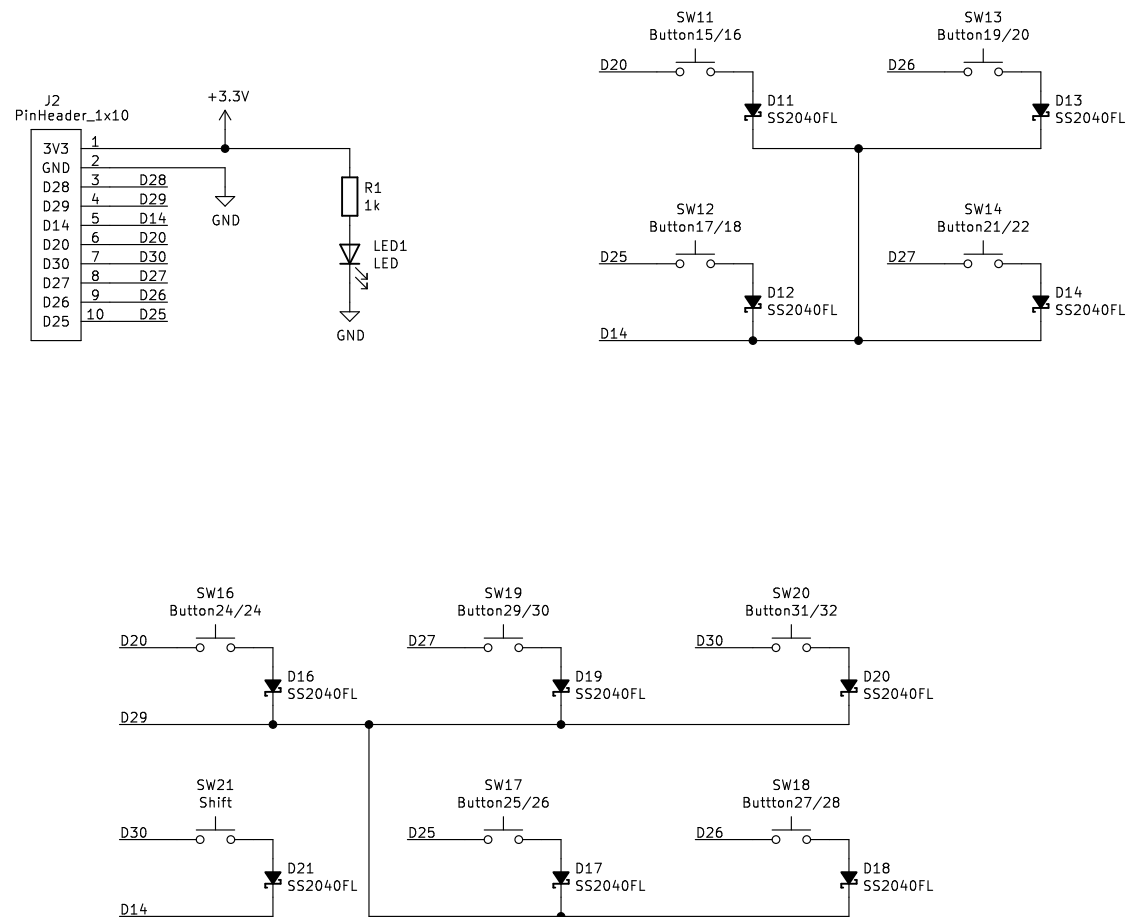 J2
PinHeader_1x10
3V3 1
GND 2
D28 3 D28
D29 4 D29
D14 5 D14
D20 6 D20
D30 7 D30
D27 8 D27
D26 9 D26
D25 10 D25
+3.3V
GND
R1
1k
LED1
LED
GND
SW11
Button15/16
D20
D11
SS2040FL
SW13
Button19/20
D26
D13
SS2040FL
SW12
Button17/18
D25
D12
SS2040FL
D14
SW14
Button21/22
D27
D14
SS2040FL
SW16
Button24/24
D20
D16
SS2040FL
D29
SW19
Button29/30
D27
D19
SS2040FL
SW20
Button31/32
D30
D20
SS2040FL
SW21
Shift
D30
D21
SS2040FL
D14
SW17
Button25/26
D25
D17
SS2040FL
SW18
Buttton27/28
D26
D18
SS2040FL